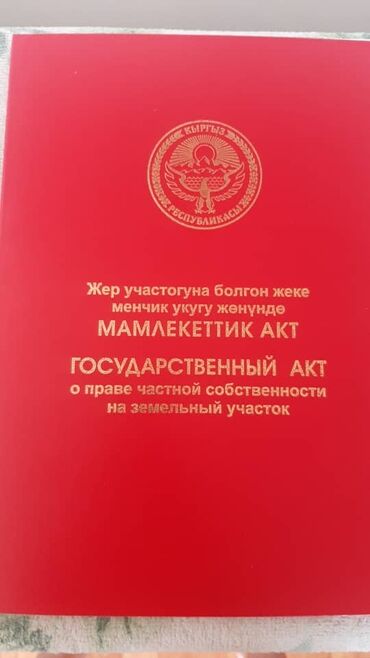 КЫРГЫЗ
РЕСПУБЛИКАСЫ
Жер участогуна болгон жеке
менчик укугу жөнүндө
МАМЛЕКЕТТИК АКТ
ГОСУДАРСТВЕННЫЙ АКТ
о праве частной собственности
на земельный участок